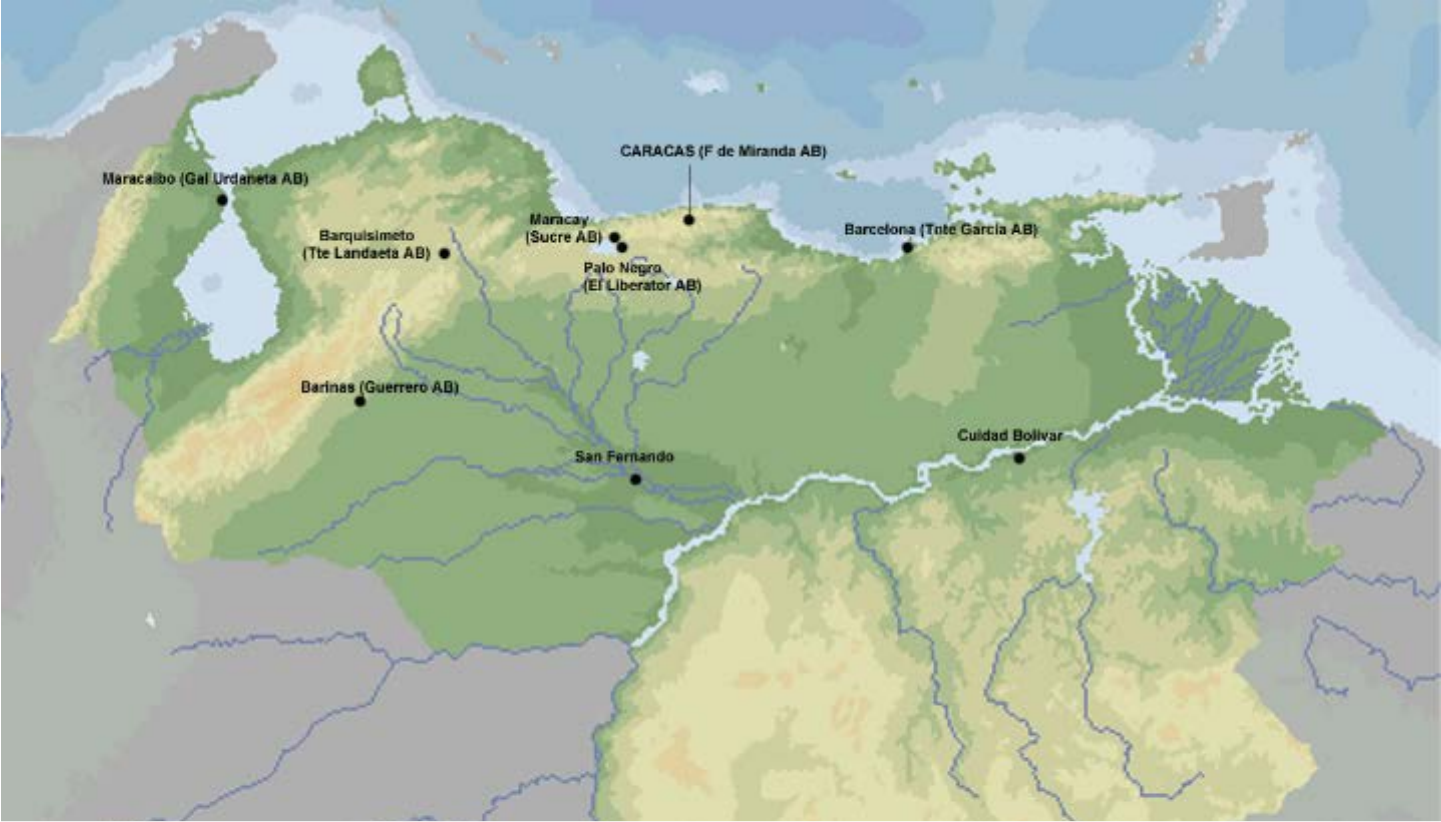 CARACAS (F de Miranda AB)
Maracaibo (Gal Urdaneta AB)
Maracay
(Sucre AB)
Barquisimeto
(Tte Landaeta AB)
Barcelona (Tnte Garcia AB)
Palo Negro
(El Liberator AB)
Barinas (Guerrero AB)
Cuidad Bolivar
San Fernando